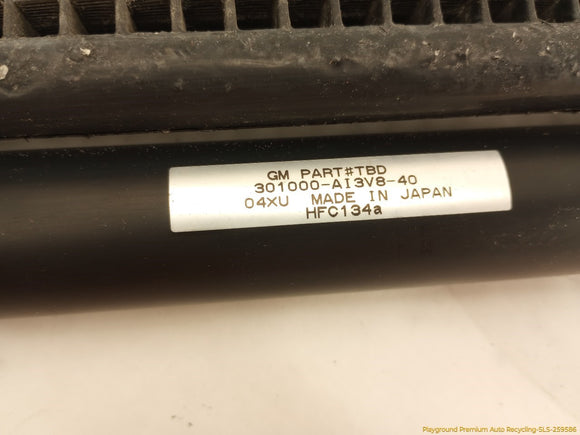 GM PART#TBD
301000-AI3V8-40
04XU MADE IN JAPAN
HFC134a
Playground Premium Auto Recycling-SLS-259586